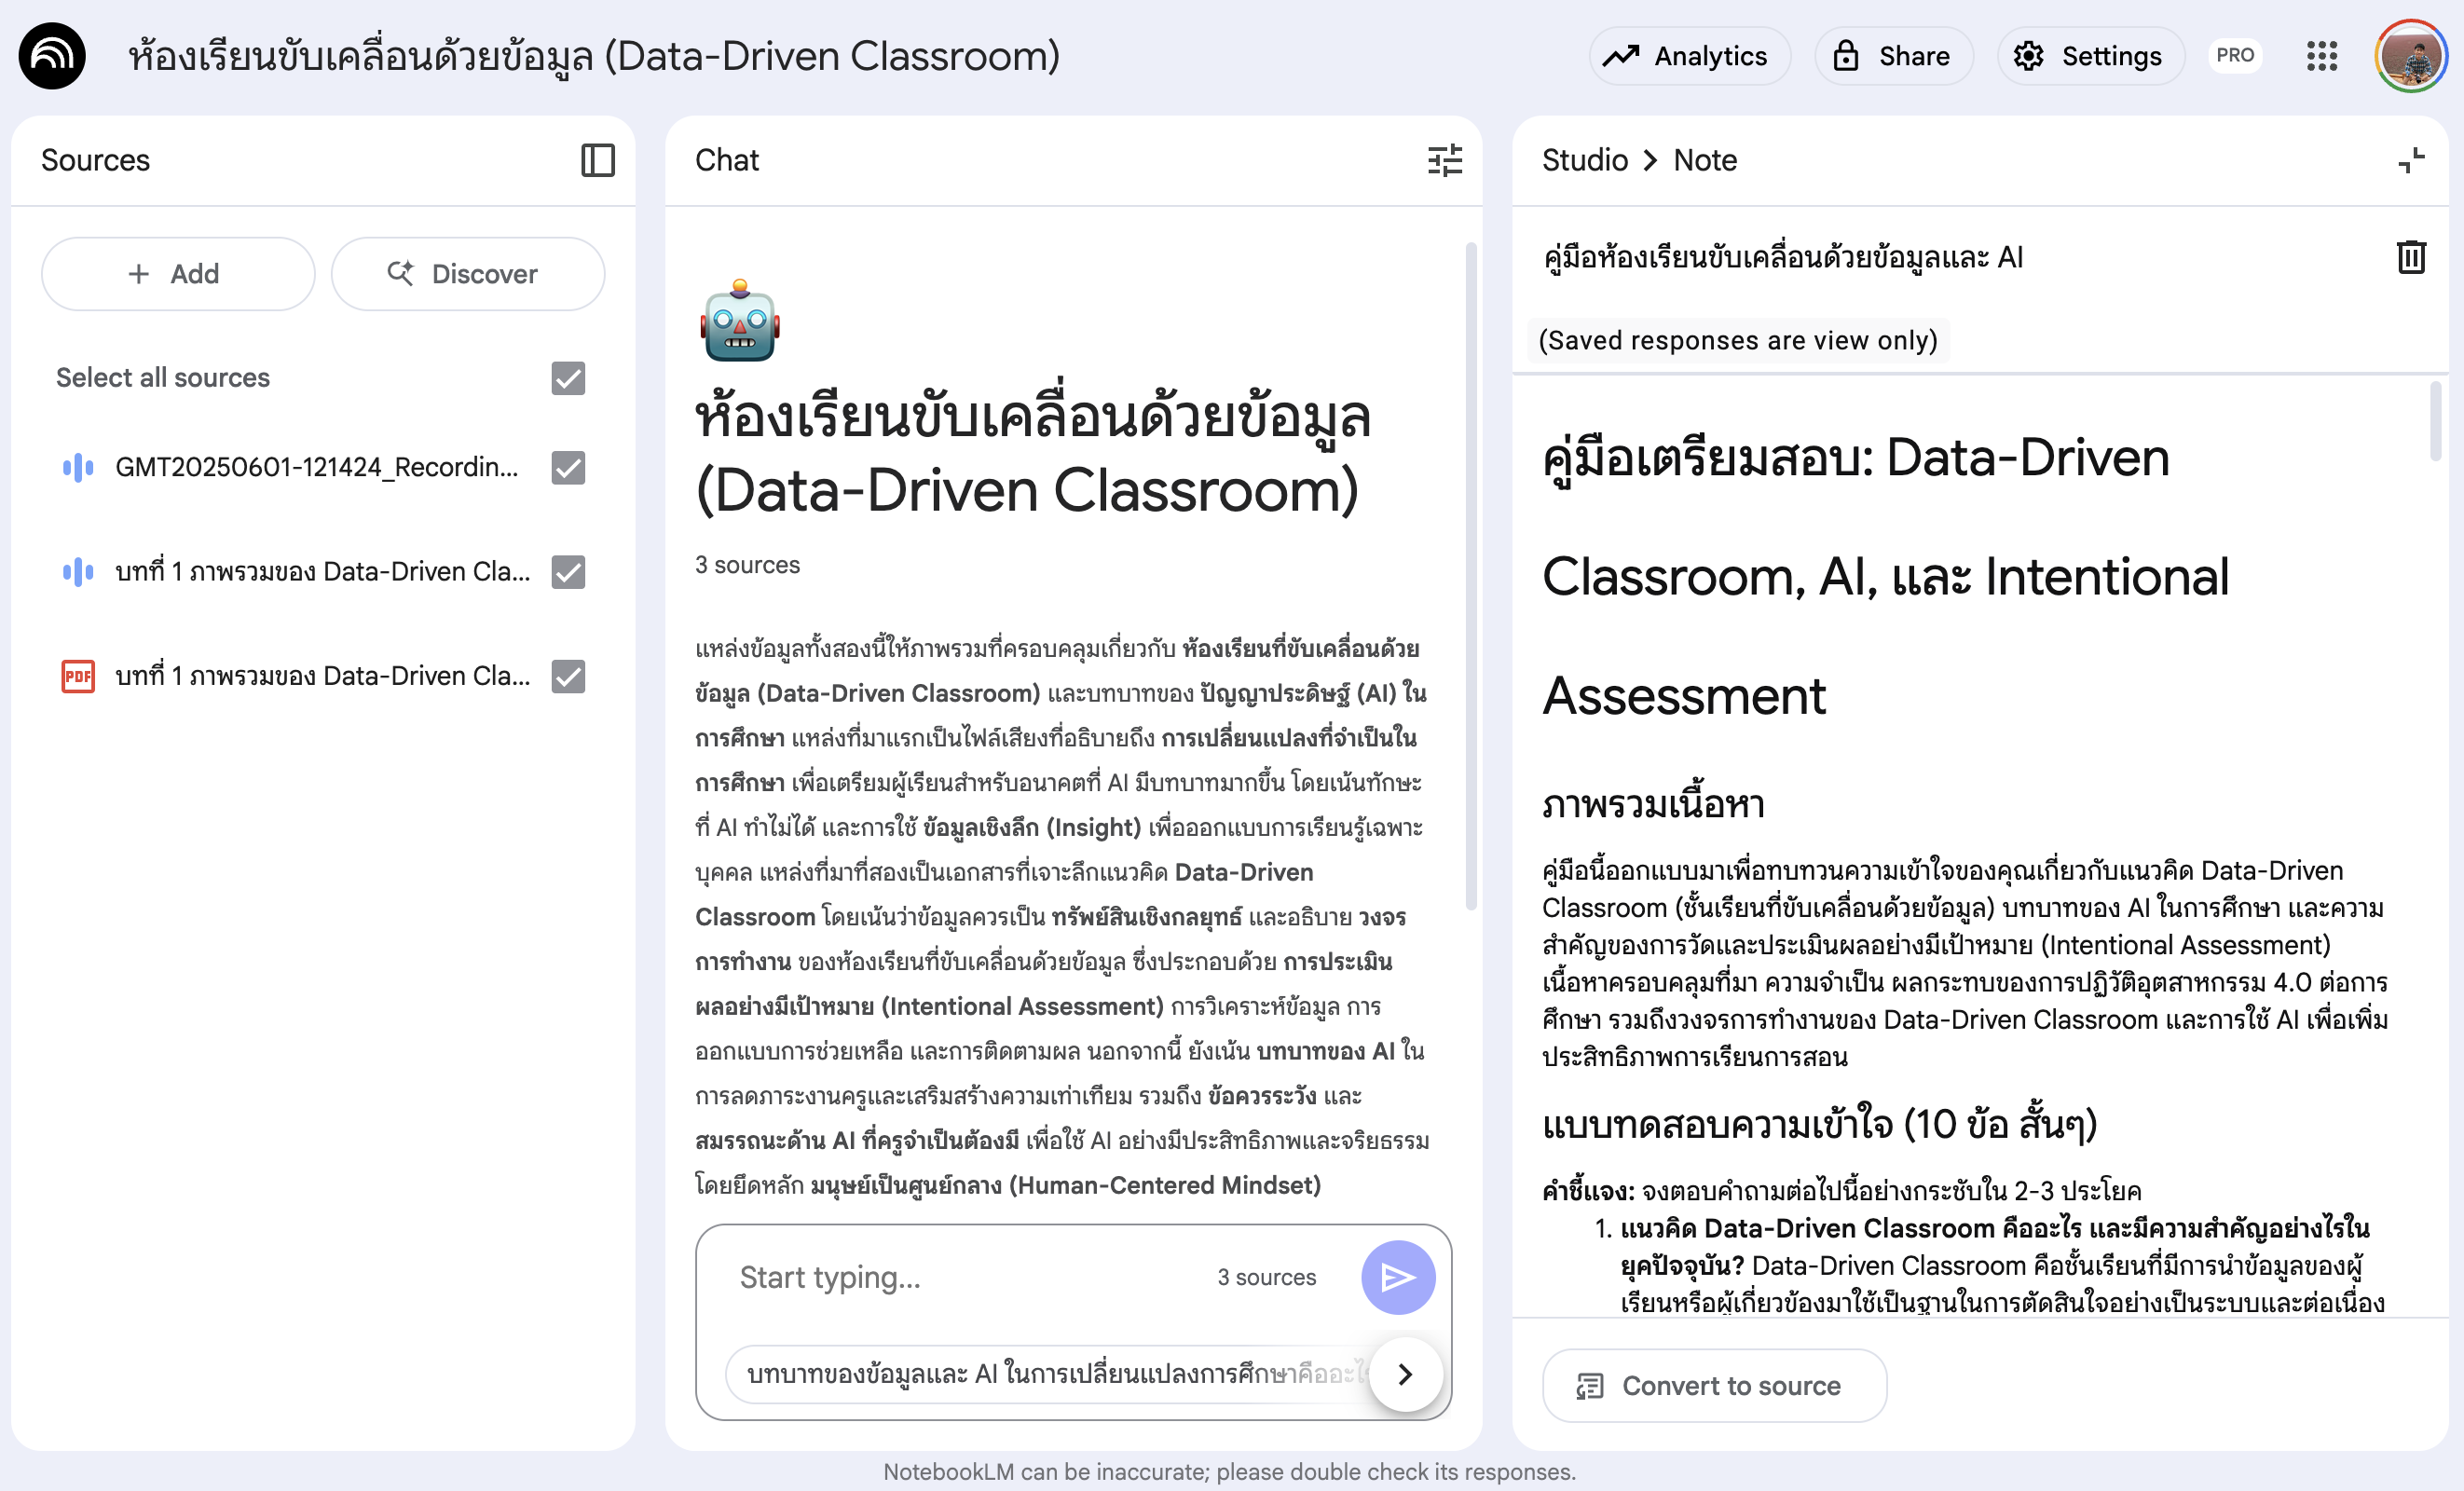 ห้องเรียนขับเคลื่อนด้วยข้อมูล (Data-Driven Classroom)
Analytics
Share
Settings
PRO
Sources
Add
Discover
Select all sources
GMT20250601-121424_Recordin...
บทที่ 1 ภาพรวมของ Data-Driven Cla...
PDF
บทที่ 1 ภาพรวมของ Data-Driven Cla...
Chat
ห้องเรียนขับเคลื่อนด้วยข้อมูล
(Data-Driven Classroom)
3 sources
แหล่งข้อมูลทั้งสองนี้ให้ภาพรวมที่ครอบคลุมเกี่ยวกับ ห้องเรียนที่ขับเคลื่อนด้วย
ข้อมูล (Data-Driven Classroom) และบทบาทของ ปัญญาประดิษฐ์ (AI) ใน
การศึกษา แหล่งที่มาแรกเป็นไฟล์เสียงที่อธิบายถึง การเปลี่ยนแปลงที่จำเป็นใน
การศึกษา เพื่อเตรียมผู้เรียนสำหรับอนาคตที่ AI มีบทบาทมากขึ้น โดยเน้นทักษะ
ที่ AI ทำไม่ได้ และการใช้ ข้อมูลเชิงลึก (Insight) เพื่อออกแบบการเรียนรู้เฉพาะ
บุคคล แหล่งที่มาที่สองเป็นเอกสารที่เจาะลึกแนวคิด Data-Driven
Classroom โดยเน้นว่าข้อมูลควรเป็น ทรัพย์สินเชิงกลยุทธ์ และอธิบาย วงจร
การทำงาน ของห้องเรียนที่ขับเคลื่อนด้วยข้อมูล ซึ่งประกอบด้วย การประเมิน
ผลอย่างมีเป้าหมาย (Intentional Assessment) การวิเคราะห์ข้อมูล การ
ออกแบบการช่วยเหลือ และการติดตามผล นอกจากนี้ ยังเน้น บทบาทของ AI ใน
การลดภาระงานครูและเสริมสร้างความเท่าเทียม รวมถึง ข้อควรระวัง และ
สมรรถนะด้าน AI ที่ครูจำเป็นต้องมี เพื่อใช้ AI อย่างมีประสิทธิภาพและจริยธรรม
โดยยึดหลัก มนุษย์เป็นศูนย์กลาง (Human-Centered Mindset)
Start typing...
3 sources
บทบาทของข้อมูลและ AI ในการเปลี่ยนแปลงการศึกษาคืออะไร
Studio > Note
คู่มือห้องเรียนขับเคลื่อนด้วยข้อมูลและ AI
(Saved responses are view only)
คู่มือเตรียมสอบ: Data-Driven
Classroom, AI, และ Intentional
Assessment
ภาพรวมเนื้อหา
คู่มือนี้ออกแบบมาเพื่อทบทวนความเข้าใจของคุณเกี่ยวกับแนวคิด Data-Driven
Classroom (ชั้นเรียนที่ขับเคลื่อนด้วยข้อมูล) บทบาทของ AI ในการศึกษา และความ
สำคัญของการวัดและประเมินผลอย่างมีเป้าหมาย (Intentional Assessment)
เนื้อหาครอบคลุมที่มา ความจำเป็น ผลกระทบของการปฏิวัติอุตสาหกรรม 4.0 ต่อการ
ศึกษา รวมถึงวงจรการทำงานของ Data-Driven Classroom และการใช้ AI เพื่อเพิ่ม
ประสิทธิภาพการเรียนการสอน
แบบทดสอบความเข้าใจ (10 ข้อ สั้นๆ)
คำชี้แจง: จงตอบคำถามต่อไปนี้อย่างกระชับใน 2-3 ประโยค
1. แนวคิด Data-Driven Classroom คืออะไร และมีความสำคัญอย่างไรใน
ยุคปัจจุบัน? Data-Driven Classroom คือชั้นเรียนที่มีการนำข้อมูลของผู้
เรียนหรือผู้เกี่ยวข้องมาใช้เป็นฐานในการตัดสินใจอย่างเป็นระบบและต่อเนื่อง
Convert to source
NotebookLM can be inaccurate; please double check its responses.